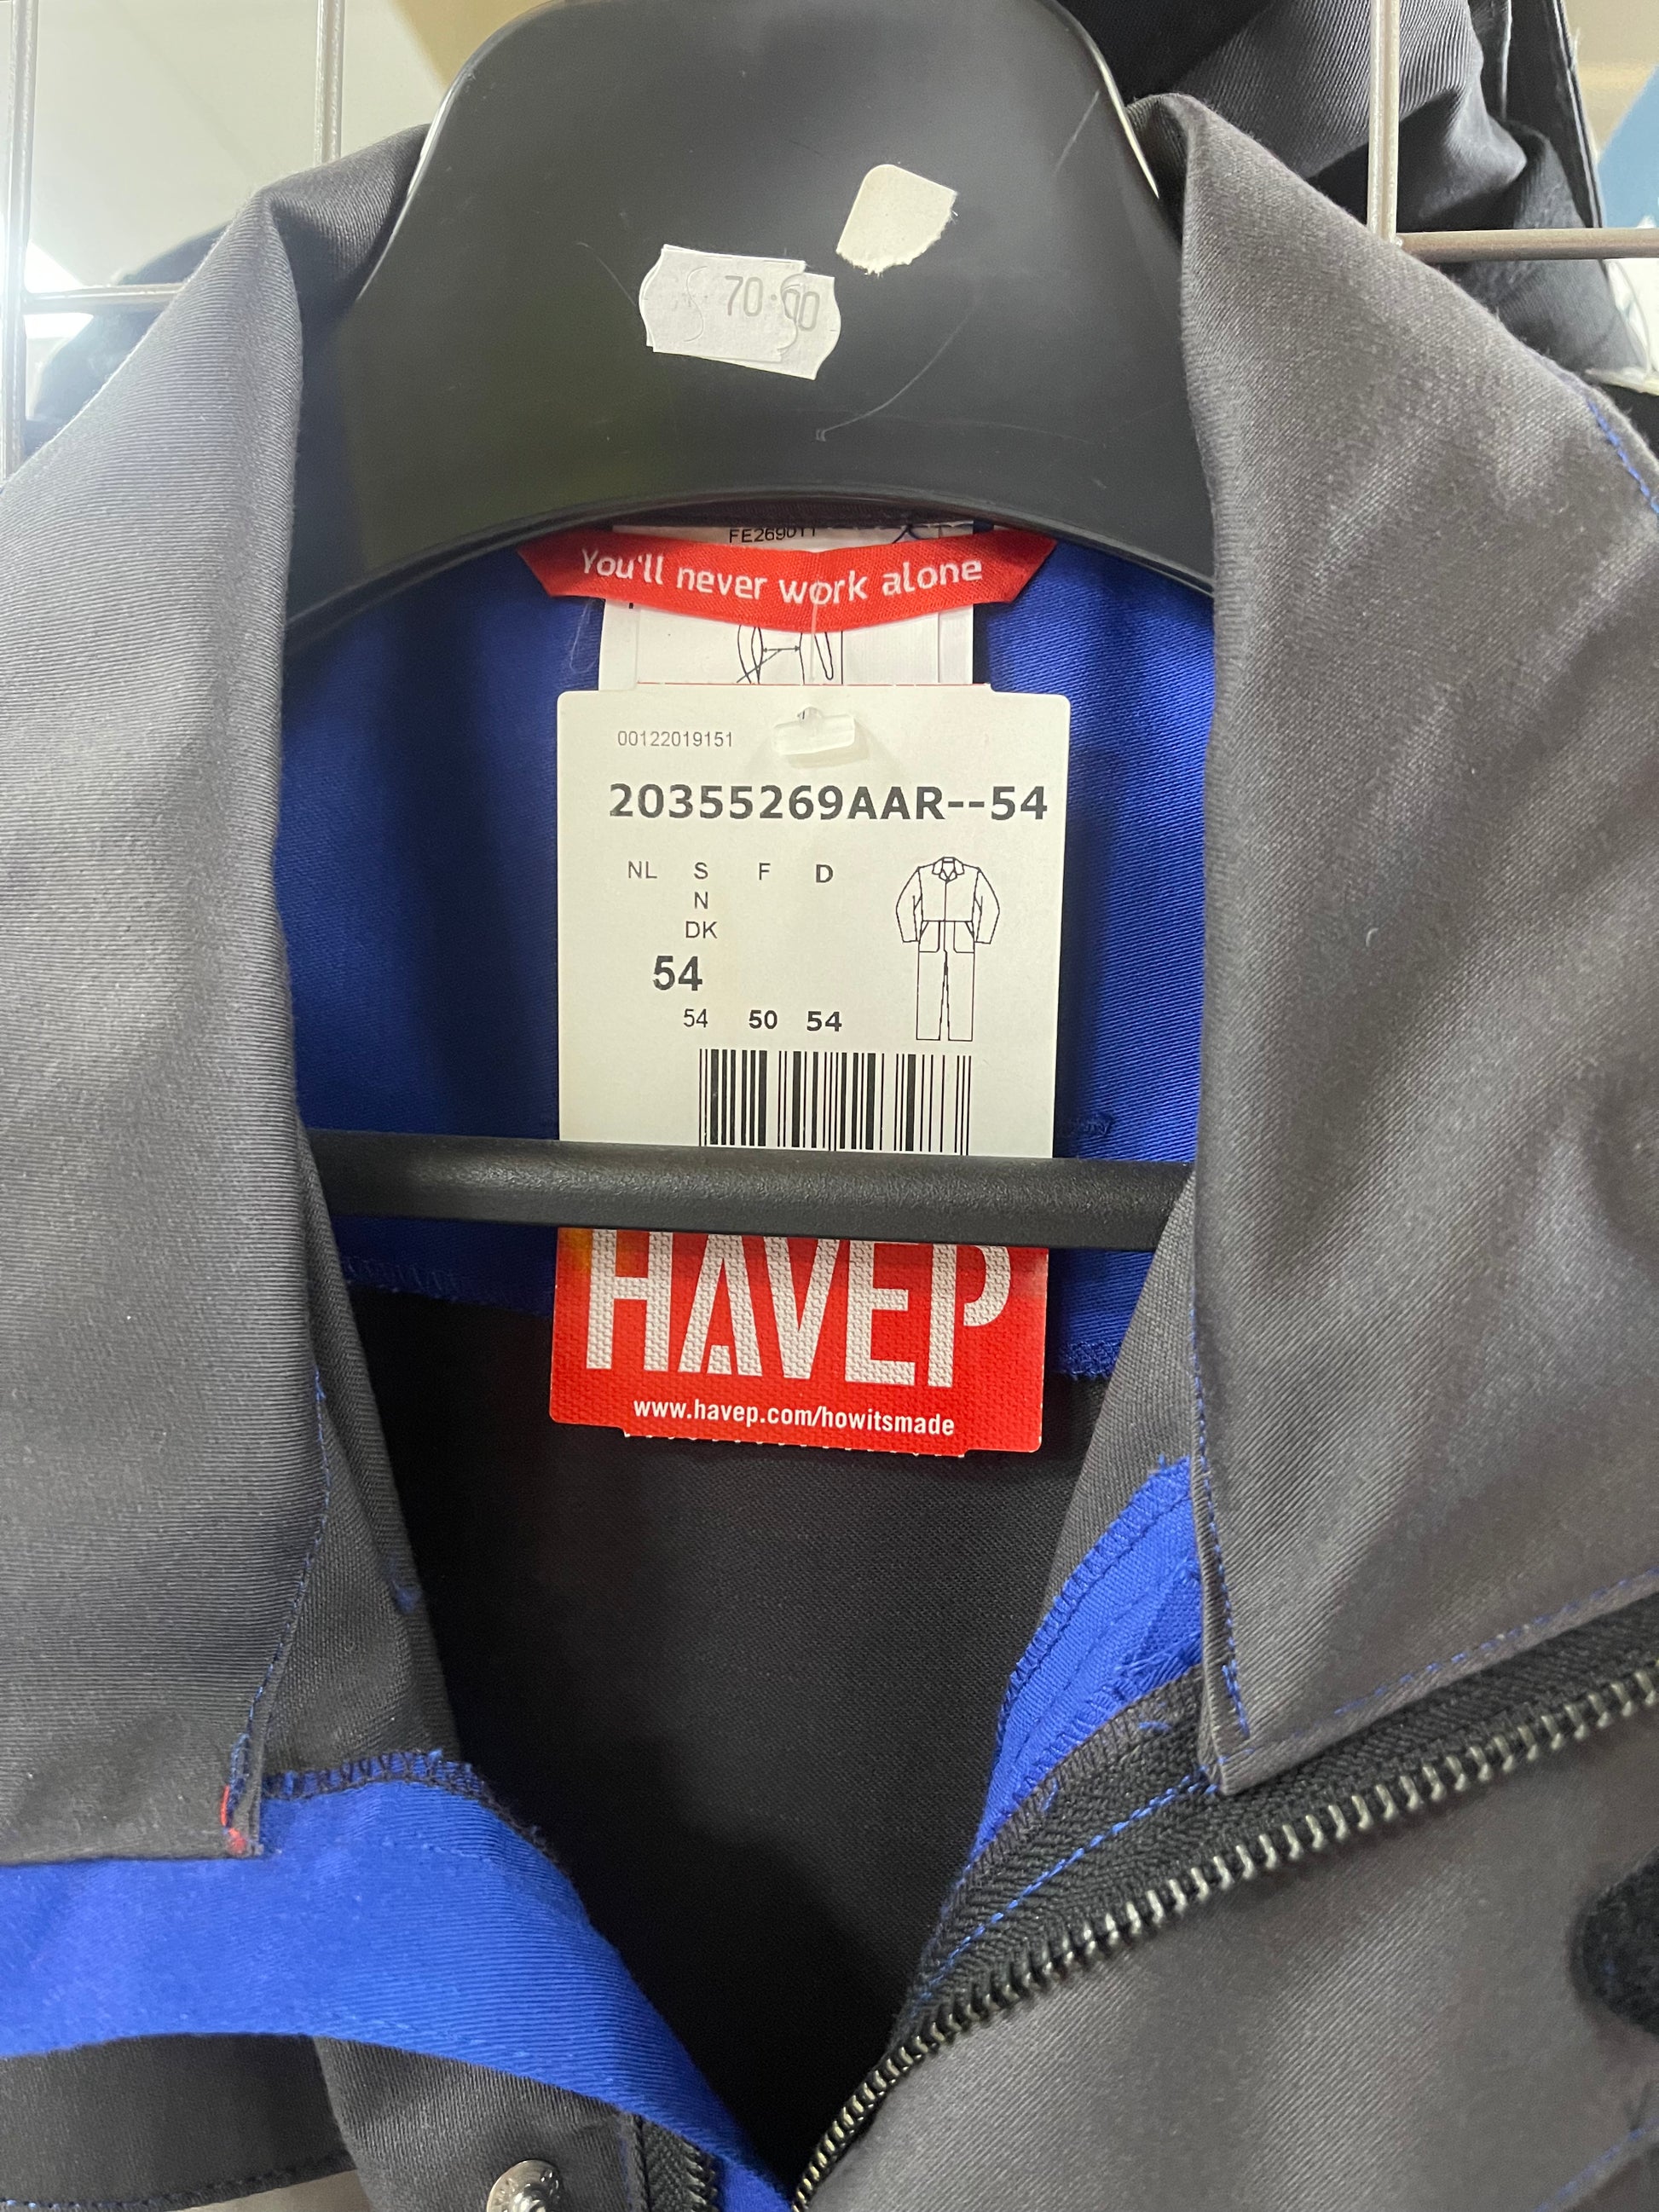 70.00
FE269011
You'll never work alone
00122019151
20355269AAR--54
NL S F D
N
DK
54
54 50 54
HAVEP
www.havep.com/howitsmade